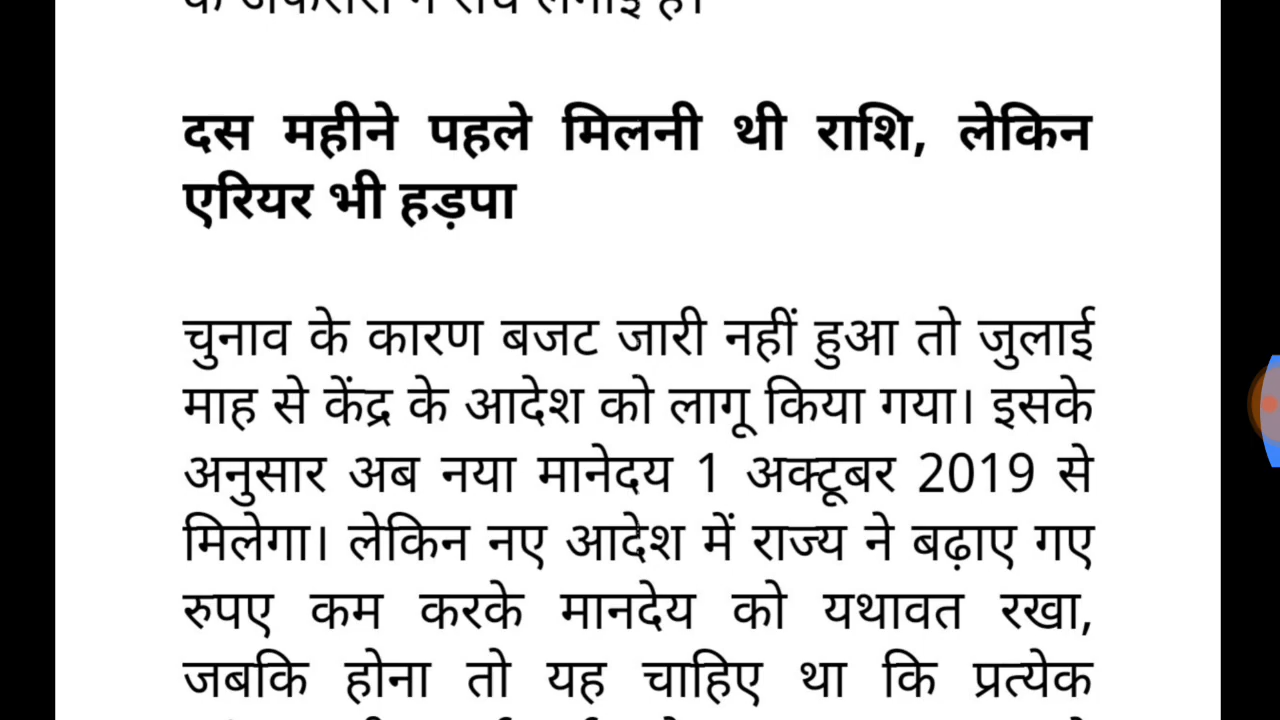 दस महीने पहले मिलनी थी राशि, लेकिन
एरियर भी हड़पा
चुनाव के कारण बजट जारी नहीं हुआ तो जुलाई
माह से केंद्र के आदेश को लागू किया गया। इसके
अनुसार अब नया मानेदय 1 अक्टूबर 2019 से
मिलेगा। लेकिन नए आदेश में राज्य ने बढ़ाए गए
रुपए कम करके मानदेय को यथावत रखा,
जबकि होना तो यह चाहिए था कि प्रत्येक